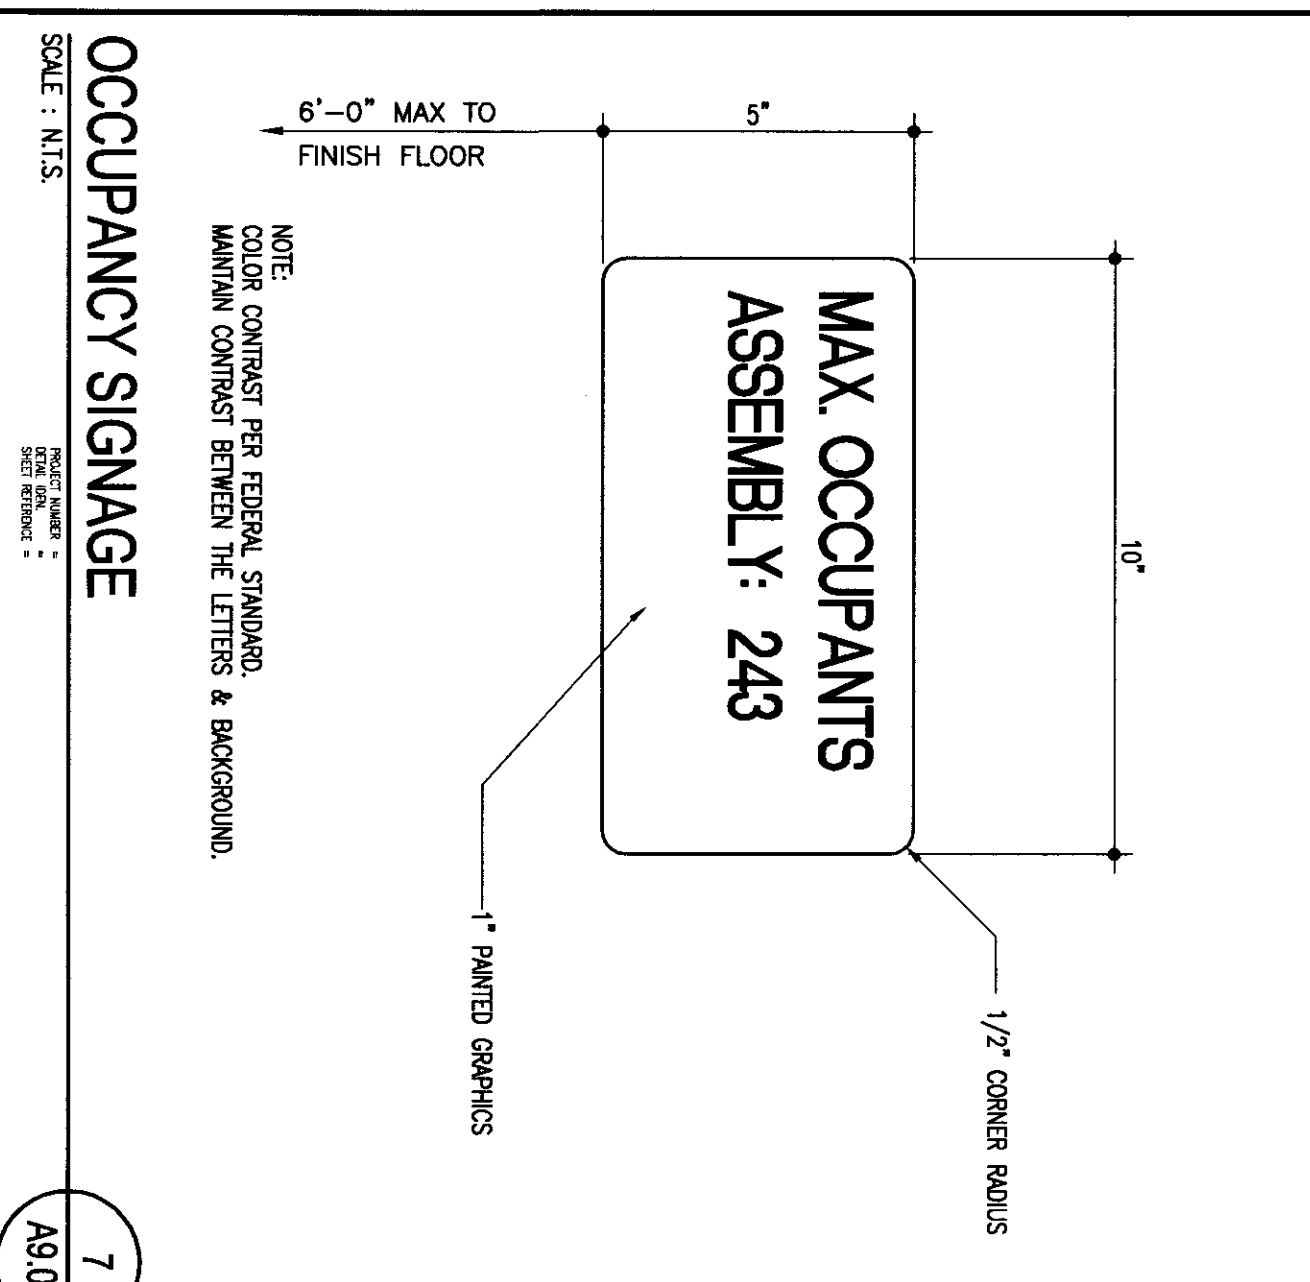 10"
5"
6'-0" MAX TO
FINISH FLOOR
MAX. OCCUPANTS
ASSEMBLY: 243
1/2" CORNER RADIUS
1" PAINTED GRAPHICS
NOTE:
COLOR CONTRAST PER FEDERAL STANDARD.
MAINTAIN CONTRAST BETWEEN THE LETTERS & BACKGROUND.
OCCUPANCY SIGNAGE
SCALE : N.T.S.
PROJECT NUMBER =
DETAIL IDEN. =
SHEET REFERENCE =
7
A9.0